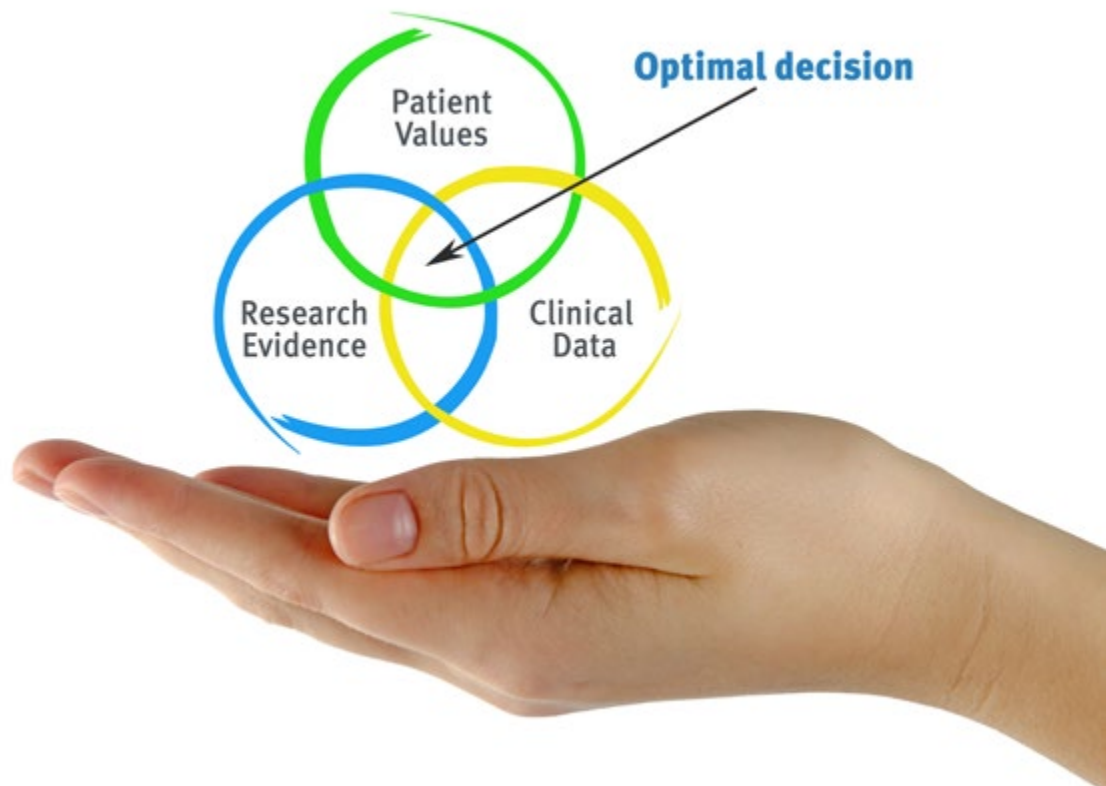 Optimal decision
Patient
Values
Research
Evidence
Clinical
Data